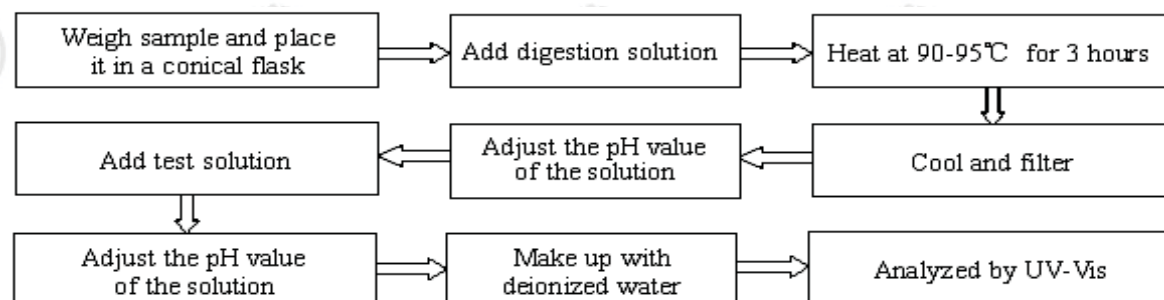 Weigh sample and place
it in a conical flask
Add digestion solution
Heat at 90-95℃ for 3 hours
Cool and filter
Adjust the pH value
of the solution
Add test solution
Adjust the pH value
of the solution
Make up with
deionized water
Analyzed by UV-Vis